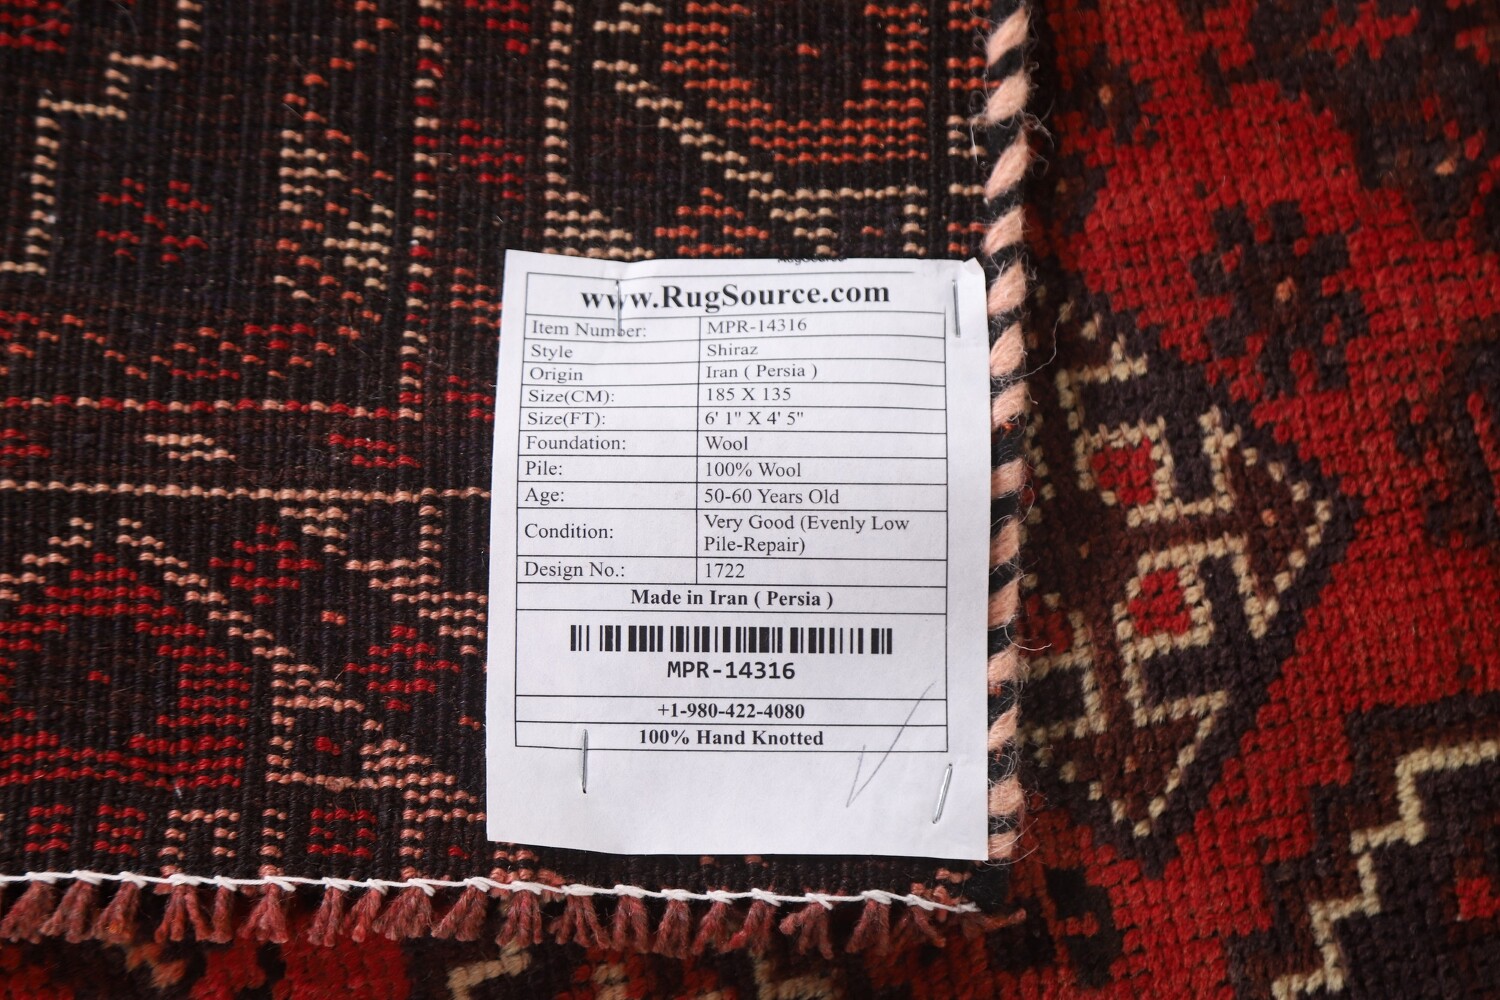 RugSource
www.RugSource.com
Item Number: MPR-14316
Style Shiraz
Origin Iran ( Persia )
Size(CM): 185 X 135
Size(FT): 6' 1" X 4' 5"
Foundation: Wool
Pile: 100% Wool
Age: 50-60 Years Old
Condition: Very Good (Evenly Low
Pile-Repair)
Design No.: 1722
Made in Iran ( Persia )
MPR-14316
+1-980-422-4080
100% Hand Knotted